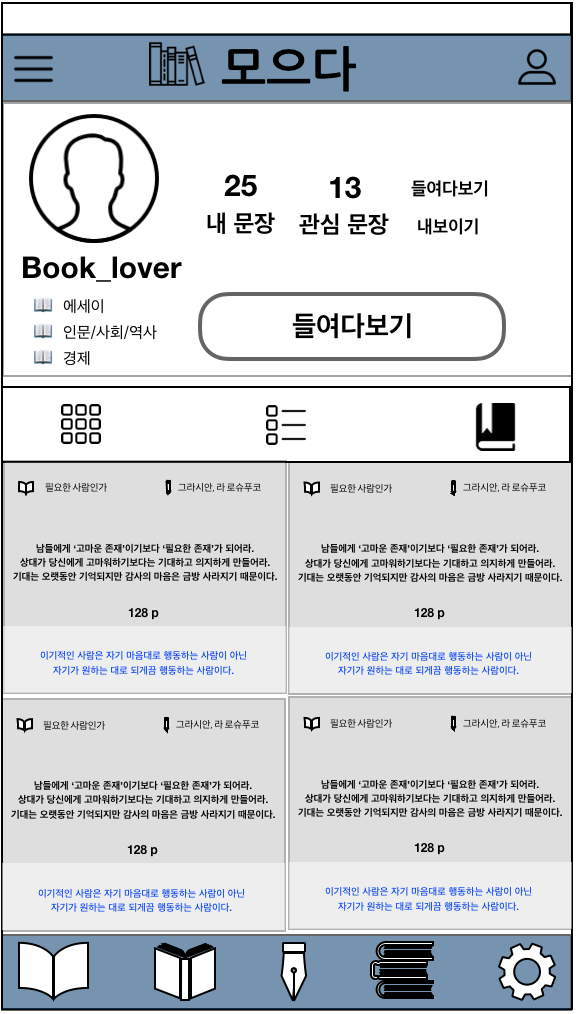 모으다
25
13
들여다보기
내 문장
관심 문장
내보이기
Book_lover
에세이
인문/사회/역사
경제
들여다보기
필요한 사람인가
그라시안, 라 로슈푸코
남들에게 ‘고마운 존재’이기보다 ‘필요한 존재’가 되어라.
상대가 당신에게 고마워하기보다는 기대하고 의지하게 만들어라.
기대는 오랫동안 기억되지만 감사의 마음은 금방 사라지기 때문이다.
128 p
이기적인 사람은 자기 마음대로 행동하는 사람이 아닌
자기가 원하는 대로 되게끔 행동하는 사람이다.
필요한 사람인가
그라시안, 라 로슈푸코
남들에게 ‘고마운 존재’이기보다 ‘필요한 존재’가 되어라.
상대가 당신에게 고마워하기보다는 기대하고 의지하게 만들어라.
기대는 오랫동안 기억되지만 감사의 마음은 금방 사라지기 때문이다.
128 p
이기적인 사람은 자기 마음대로 행동하는 사람이 아닌
자기가 원하는 대로 되게끔 행동하는 사람이다.
필요한 사람인가
그라시안, 라 로슈푸코
남들에게 ‘고마운 존재’이기보다 ‘필요한 존재’가 되어라.
상대가 당신에게 고마워하기보다는 기대하고 의지하게 만들어라.
기대는 오랫동안 기억되지만 감사의 마음은 금방 사라지기 때문이다.
128 p
이기적인 사람은 자기 마음대로 행동하는 사람이 아닌
자기가 원하는 대로 되게끔 행동하는 사람이다.
필요한 사람인가
그라시안, 라 로슈푸코
남들에게 ‘고마운 존재’이기보다 ‘필요한 존재’가 되어라.
상대가 당신에게 고마워하기보다는 기대하고 의지하게 만들어라.
기대는 오랫동안 기억되지만 감사의 마음은 금방 사라지기 때문이다.
128 p
이기적인 사람은 자기 마음대로 행동하는 사람이 아닌
자기가 원하는 대로 되게끔 행동하는 사람이다.